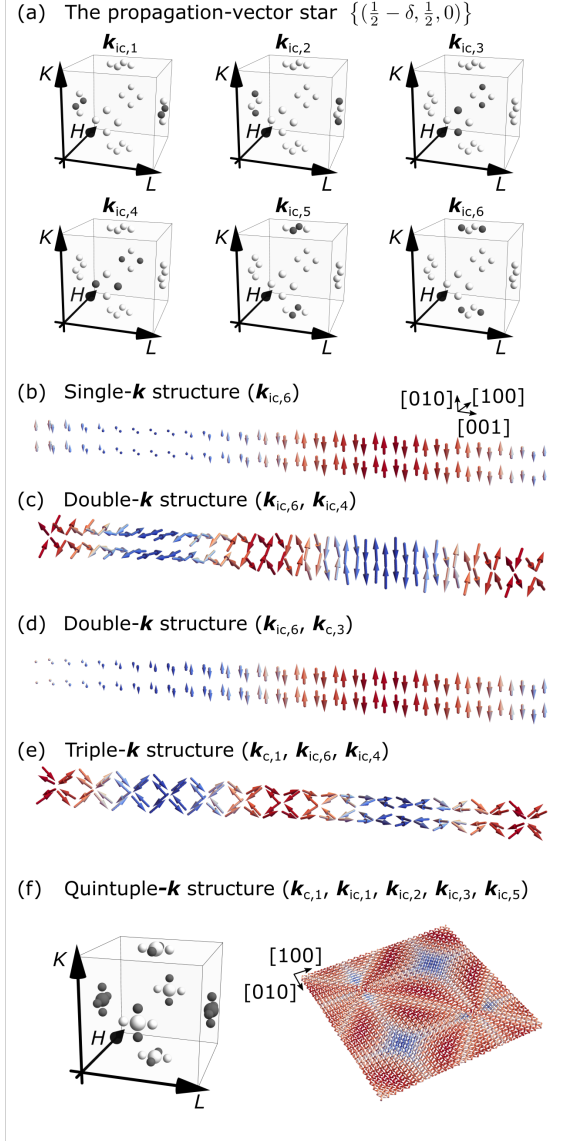 (a) The propagation-vector star {(1/2 − δ, 1/2, 0)}
k_ic,1 k_ic,2 k_ic,3
K H L K H L K H L
k_ic,4 k_ic,5 k_ic,6
K H L K H L K H L
(b) Single-k structure (k_ic,6)
[010] [100]
[001]
(c) Double-k structure (k_ic,6, k_ic,4)
(d) Double-k structure (k_ic,6, k_c,3)
(e) Triple-k structure (k_c,1, k_ic,6, k_ic,4)
(f) Quintuple-k structure (k_c,1, k_ic,1, k_ic,2, k_ic,3, k_ic,5)
K H L
[100]
[010]